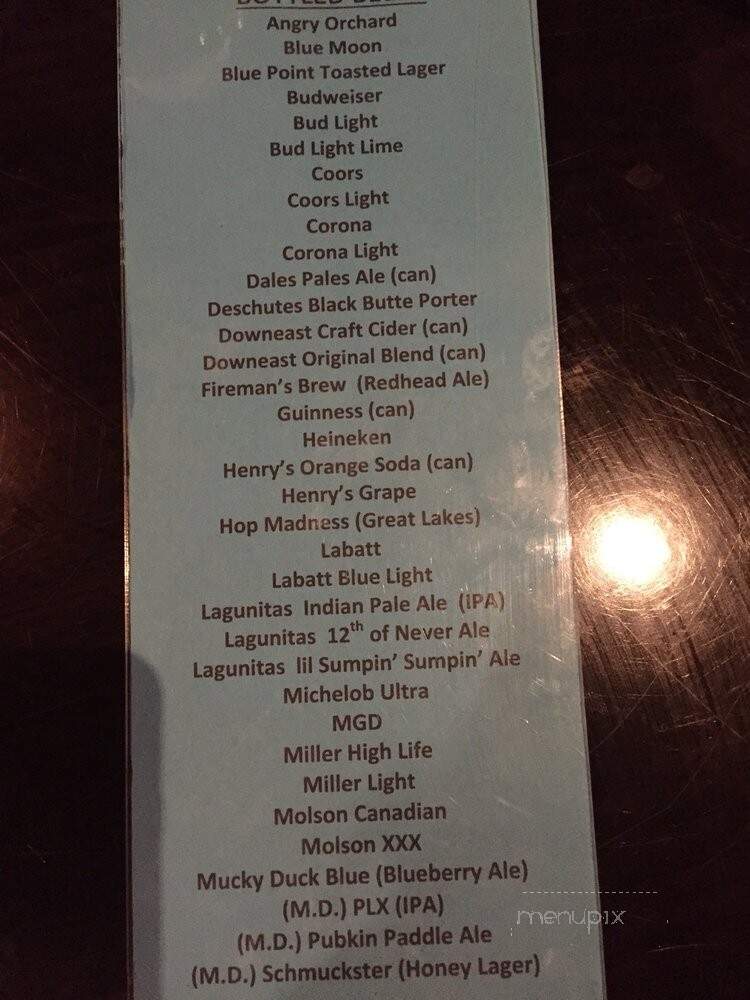 BOTTLED BEER
Angry Orchard
Blue Moon
Blue Point Toasted Lager
Budweiser
Bud Light
Bud Light Lime
Coors
Coors Light
Corona
Corona Light
Dales Pales Ale (can)
Deschutes Black Butte Porter
Downeast Craft Cider (can)
Downeast Original Blend (can)
Fireman's Brew (Redhead Ale)
Guinness (can)
Heineken
Henry's Orange Soda (can)
Henry's Grape
Hop Madness (Great Lakes)
Labatt
Labatt Blue Light
Lagunitas Indian Pale Ale (iPA)
Lagunitas 12th of Never Ale
Lagunitas lil Sumpin' Sumpin' Ale
Michelob Ultra
MGD
Miller High Life
Miller Light
Molson Canadian
Molson XXX
Mucky Duck Blue (Blueberry Ale)
(M.D.) PLX (IPA)
(M.D.) Pubkin Paddle Ale
(M.D.) Schmuckster (Honey Lager)
menupix